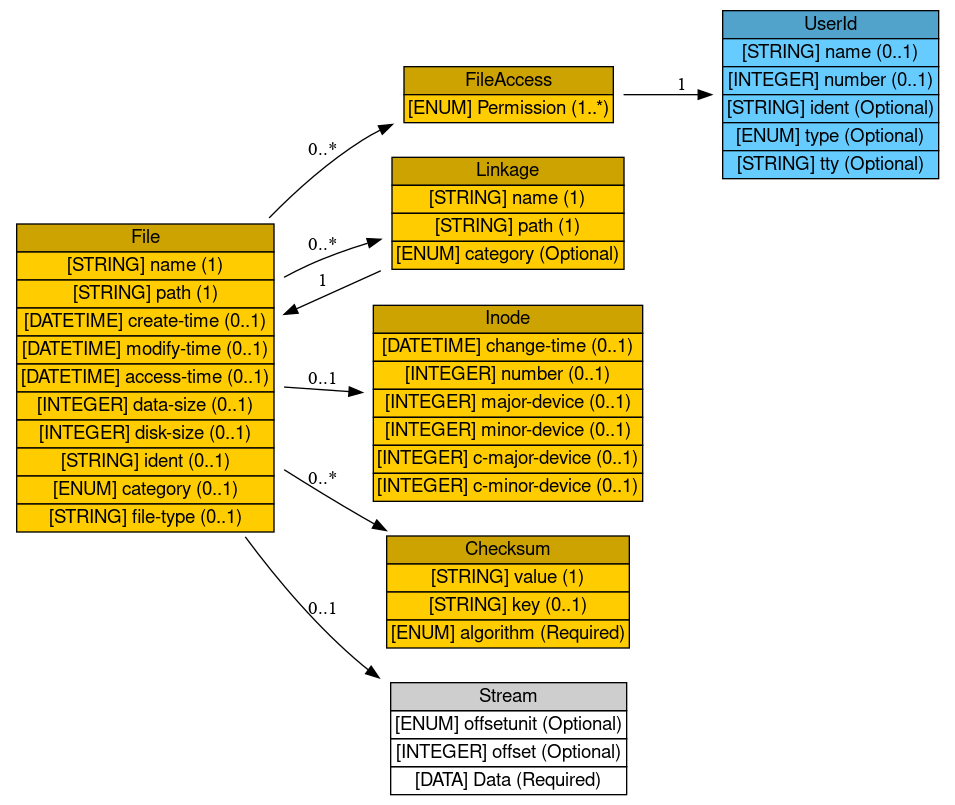 UserId
[STRING] name (0..1)
[INTEGER] number (0..1)
[STRING] ident (Optional)
[ENUM] type (Optional)
[STRING] tty (Optional)
FileAccess
[ENUM] Permission (1..*)
1
0..*
Linkage
[STRING] name (1)
[STRING] path (1)
[ENUM] category (Optional)
0..*
1
File
[STRING] name (1)
[STRING] path (1)
[DATETIME] create-time (0..1)
[DATETIME] modify-time (0..1)
[DATETIME] access-time (0..1)
[INTEGER] data-size (0..1)
[INTEGER] disk-size (0..1)
[STRING] ident (0..1)
[ENUM] category (0..1)
[STRING] file-type (0..1)
Inode
[DATETIME] change-time (0..1)
[INTEGER] number (0..1)
[INTEGER] major-device (0..1)
[INTEGER] minor-device (0..1)
[INTEGER] c-major-device (0..1)
[INTEGER] c-minor-device (0..1)
0..1
0..*
Checksum
[STRING] value (1)
[STRING] key (0..1)
[ENUM] algorithm (Required)
0..1
Stream
[ENUM] offsetunit (Optional)
[INTEGER] offset (Optional)
[DATA] Data (Required)